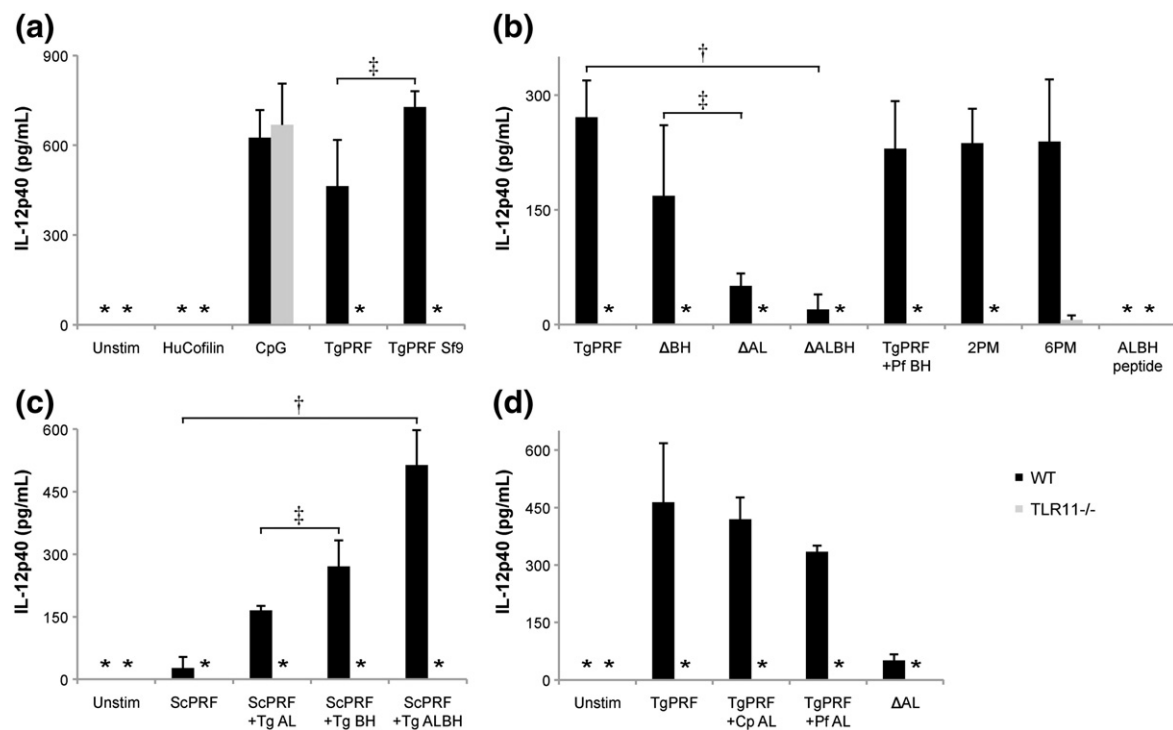 (a)
900
600
300
0
IL-12p40 (pg/mL)
‡
* * * * * *
Unstim HuCofilin CpG TgPRF TgPRF Sf9
(b)
300
150
0
IL-12p40 (pg/mL)
†
‡
* * * * * * * *
TgPRF ΔBH ΔAL ΔALBH TgPRF 2PM 6PM ALBH
+Pf BH peptide
(c)
600
450
300
150
0
IL-12p40 (pg/mL)
†
‡
* * * * * *
Unstim ScPRF ScPRF ScPRF ScPRF
+Tg AL +Tg BH +Tg ALBH
(d)
600
450
300
150
0
IL-12p40 (pg/mL)
* * * * * *
Unstim TgPRF TgPRF TgPRF ΔAL
+Cp AL +Pf AL
WT
TLR11-/-